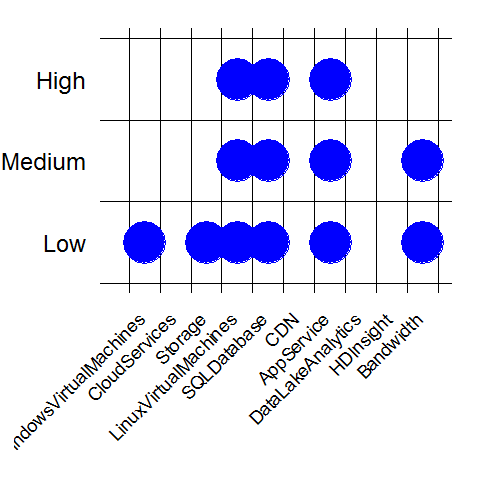 High
Medium
Low
ndowsVirtualMachines
CloudServices
Storage
LinuxVirtualMachines
SQLDatabase
CDN
AppService
DataLakeAnalytics
HDInsight
Bandwidth